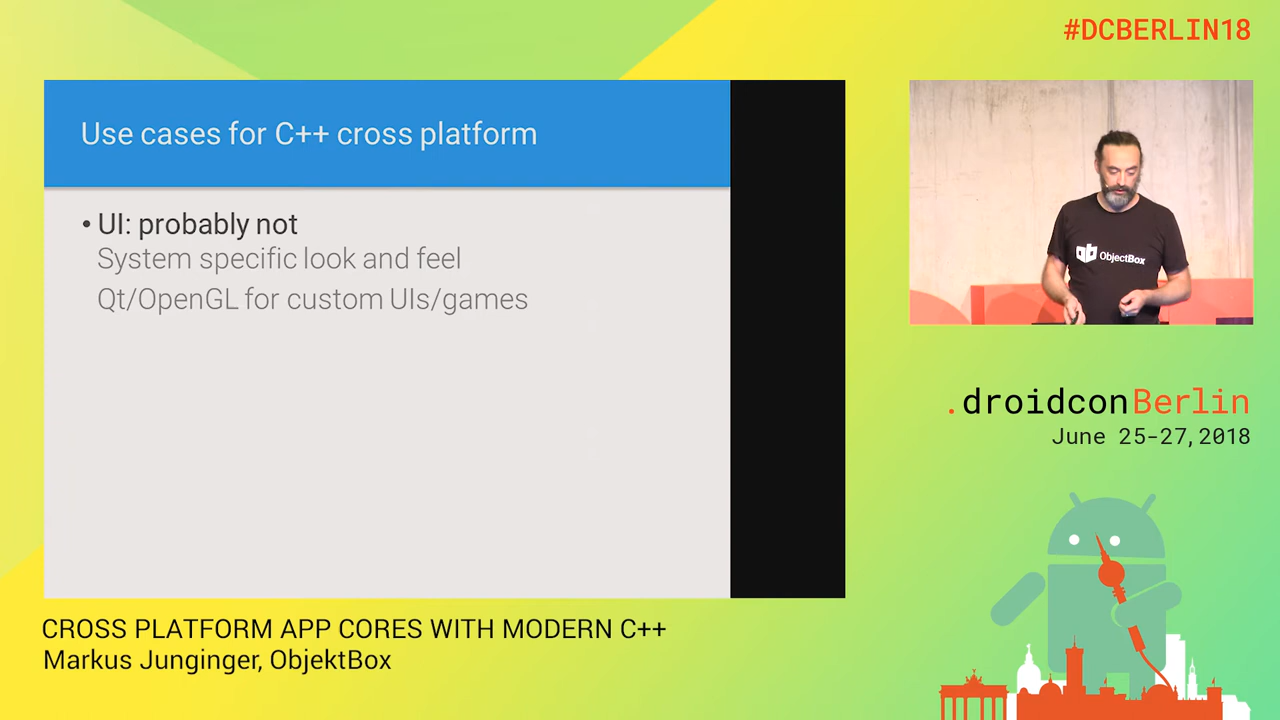 #DCBERLIN18
Use cases for C++ cross platform
• UI: probably not
System specific look and feel
Qt/OpenGL for custom UIs/games
ObjectBox
.droidconBerlin
June 25-27, 2018
CROSS PLATFORM APP CORES WITH MODERN C++
Markus Junginger, ObjektBox